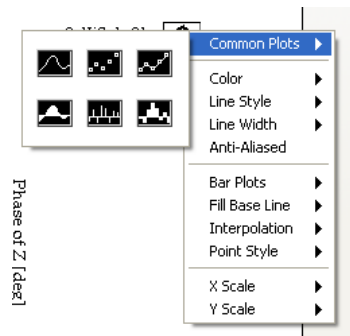 Common Plots
Color
Line Style
Line Width
Anti-Aliased
Bar Plots
Fill Base Line
Interpolation
Point Style
X Scale
Y Scale
Phase of Z [deg]